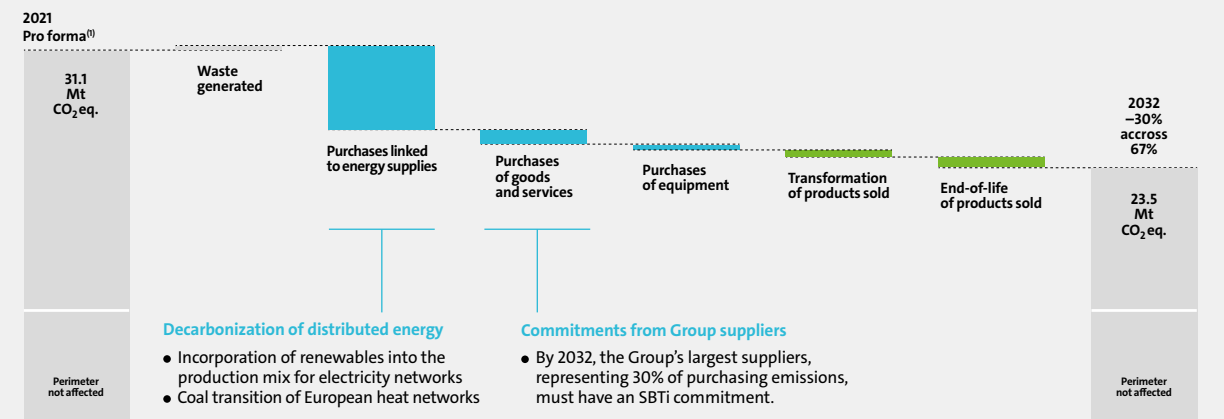 2021
Pro forma(1)
31.1
Mt
CO2 eq.
Perimeter
not affected
Waste
generated
Purchases linked
to energy supplies
Purchases
of goods
and services
Purchases
of equipment
Transformation
of products sold
End-of-life
of products sold
2032
–30%
accross
67%
23.5
Mt
CO2 eq.
Perimeter
not affected
Decarbonization of distributed energy
● Incorporation of renewables into the
production mix for electricity networks
● Coal transition of European heat networks
Commitments from Group suppliers
● By 2032, the Group’s largest suppliers,
representing 30% of purchasing emissions,
must have an SBTi commitment.